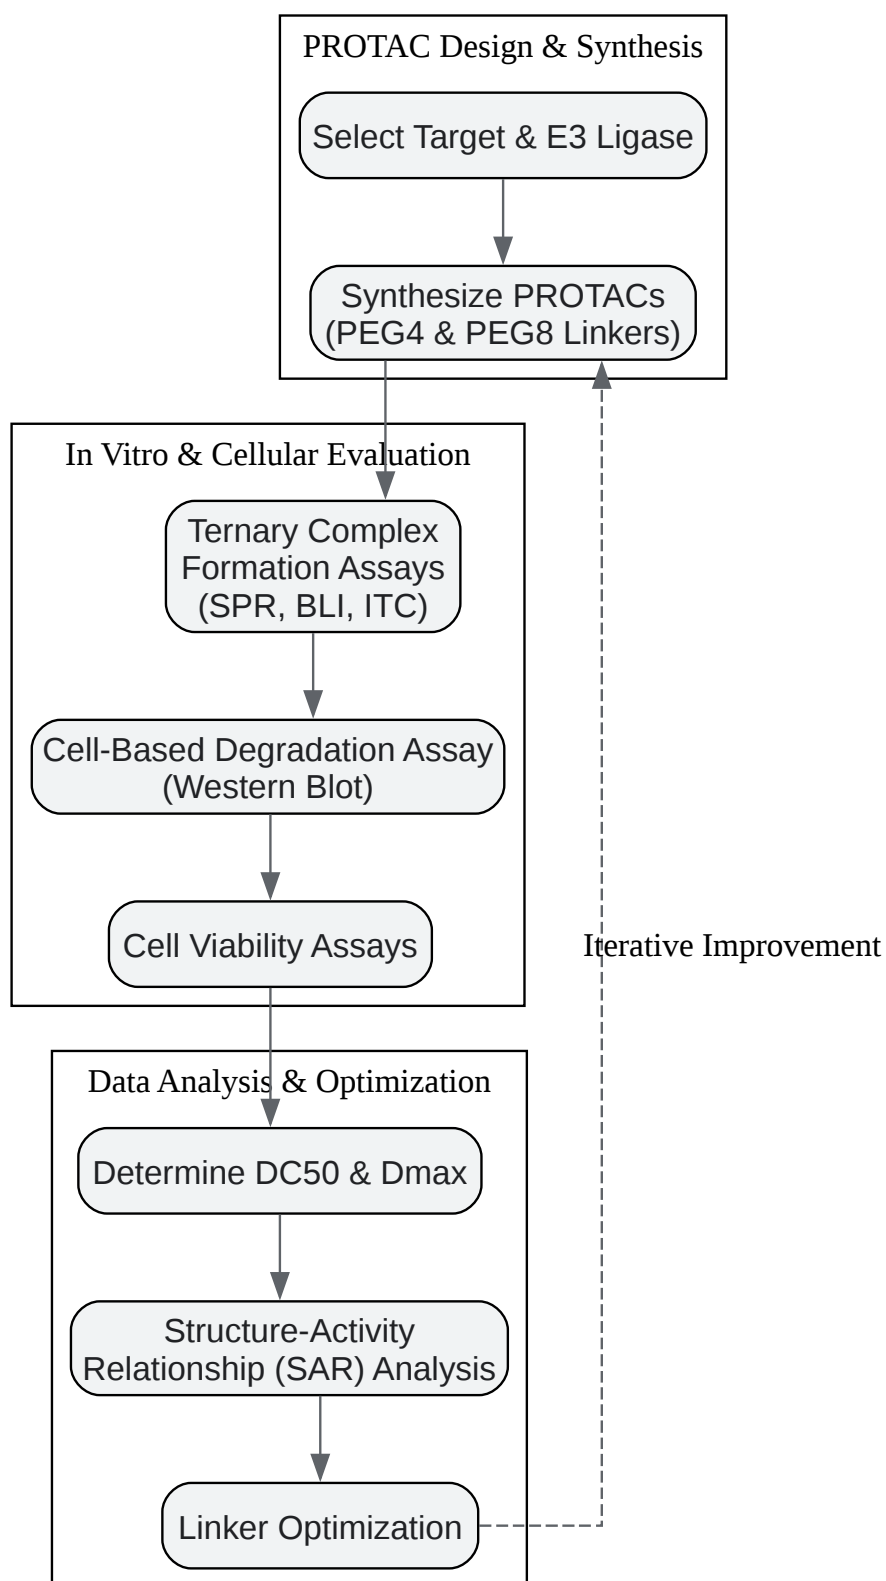 PROTAC Design & Synthesis
Select Target & E3 Ligase
Synthesize PROTACs
(PEG4 & PEG8 Linkers)
In Vitro & Cellular Evaluation
Ternary Complex
Formation Assays
(SPR, BLI, ITC)
Cell-Based Degradation Assay
(Western Blot)
Cell Viability Assays
Iterative Improvement
Data Analysis & Optimization
Determine DC50 & Dmax
Structure-Activity
Relationship (SAR) Analysis
Linker Optimization